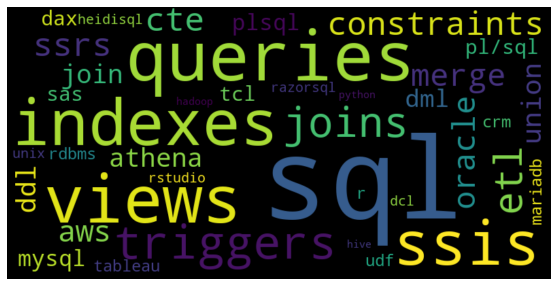 dax
heidisql
cte
plsql
constraints
ssrs
queries
pl/sql
join
razorsql
merge
sas
hadoop
tcl
python
dml
union
indexes
joins
oracle
crm
unix
rdbms
athena
etl
mariadb
rstudio
sql
ddl
views
r
dcl
aws
triggers
ssis
mysql
tableau
hive
udf